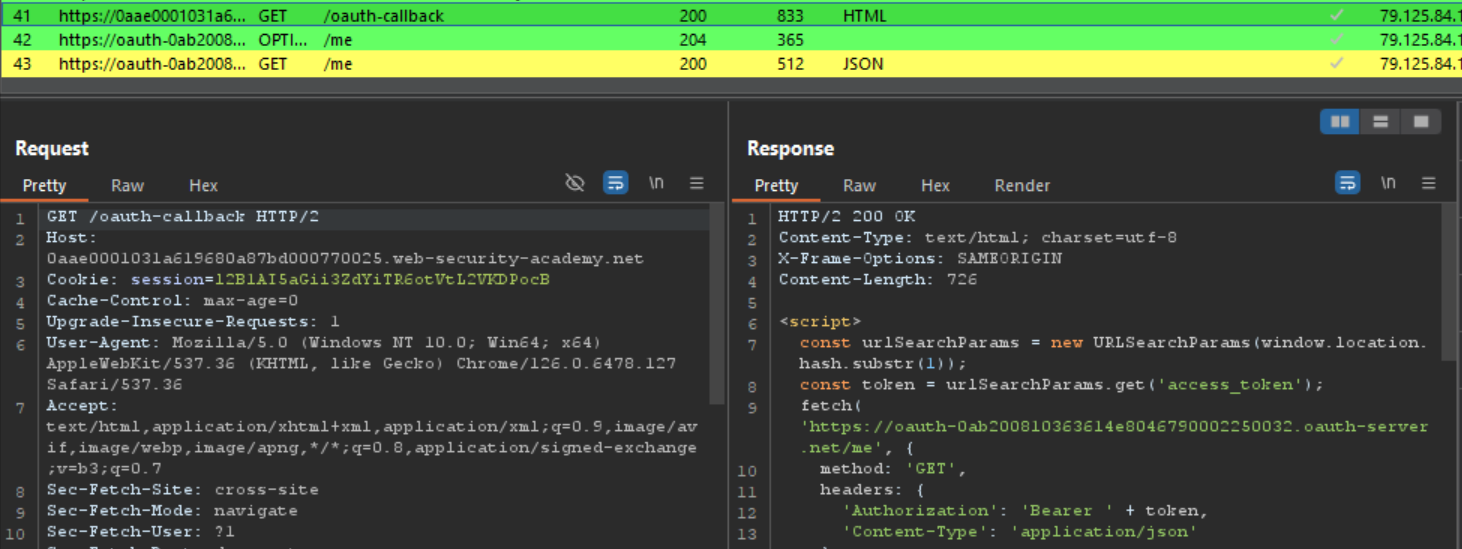 41 https://0aae0001031a6... GET /oauth-callback 200 833 HTML ✓ 79.125.84.1
42 https://oauth-0ab2008... OPTI... /me 204 365 ✓ 79.125.84.1
43 https://oauth-0ab2008... GET /me 200 512 JSON ✓ 79.125.84.1
Request
Pretty Raw Hex \n
1 GET /oauth-callback HTTP/2
2 Host:
0aae0001031a619680a87bd000770025.web-security-academy.net
3 Cookie: session=l2BlAI5aGii3ZdYiTR6otVtL2VKDPocB
4 Cache-Control: max-age=0
5 Upgrade-Insecure-Requests: 1
6 User-Agent: Mozilla/5.0 (Windows NT 10.0; Win64; x64)
AppleWebKit/537.36 (KHTML, like Gecko) Chrome/126.0.6478.127
Safari/537.36
7 Accept:
text/html,application/xhtml+xml,application/xml;q=0.9,image/av
if,image/webp,image/apng,*/*;q=0.8,application/signed-exchange
;v=b3;q=0.7
8 Sec-Fetch-Site: cross-site
9 Sec-Fetch-Mode: navigate
10 Sec-Fetch-User: ?1
Response
Pretty Raw Hex Render \n
1 HTTP/2 200 OK
2 Content-Type: text/html; charset=utf-8
3 X-Frame-Options: SAMEORIGIN
4 Content-Length: 726
5
6 <script>
7 const urlSearchParams = new URLSearchParams(window.location.
hash.substr(1));
8 const token = urlSearchParams.get('access_token');
9 fetch(
'https://oauth-0ab200810363614e8046790002250032.oauth-server
.net/me', {
10 method: 'GET',
11 headers: {
12 'Authorization': 'Bearer ' + token,
13 'Content-Type': 'application/json'